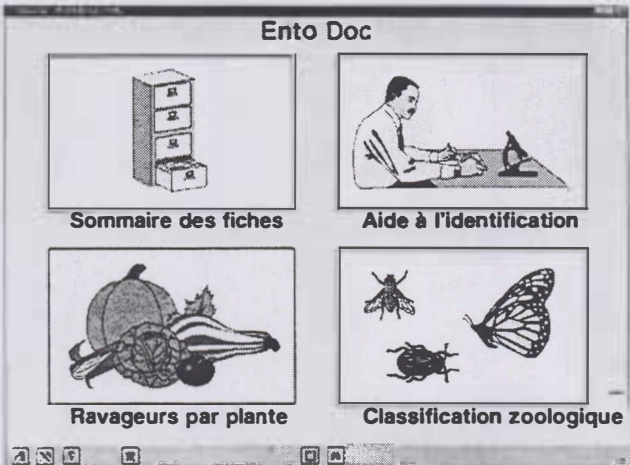 Ento Doc
Sommaire des fiches
Aide à l'identification
Ravageurs par plante
Classification zoologique